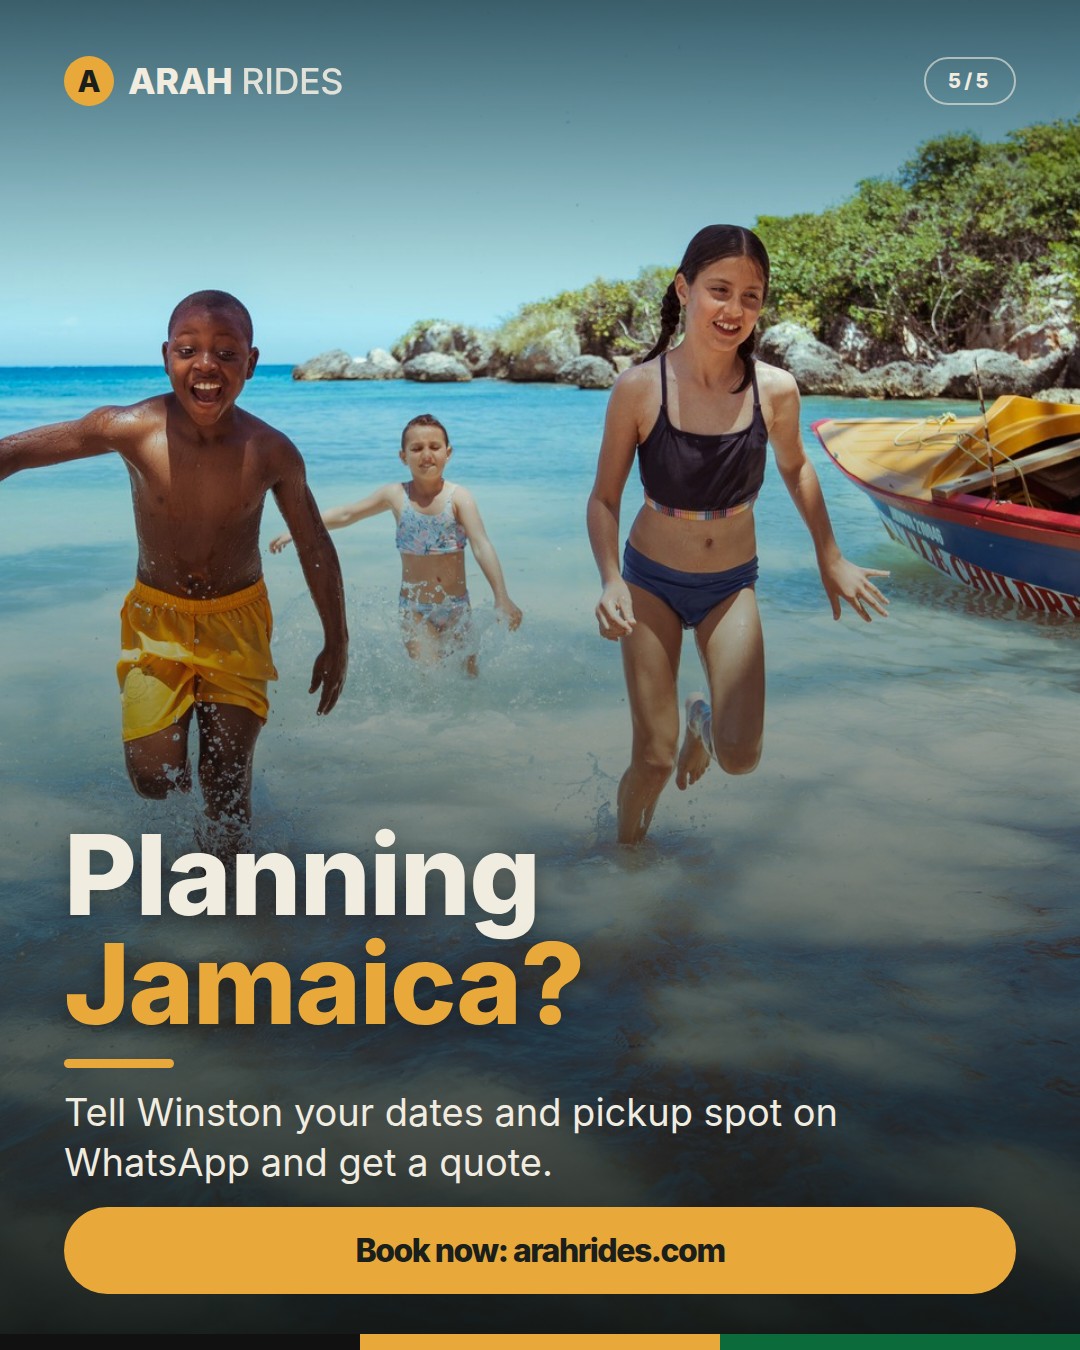 A ARAH RIDES
5/5
Planning
Jamaica?
Tell Winston your dates and pickup spot on
WhatsApp and get a quote.
Book now: arahrides.com